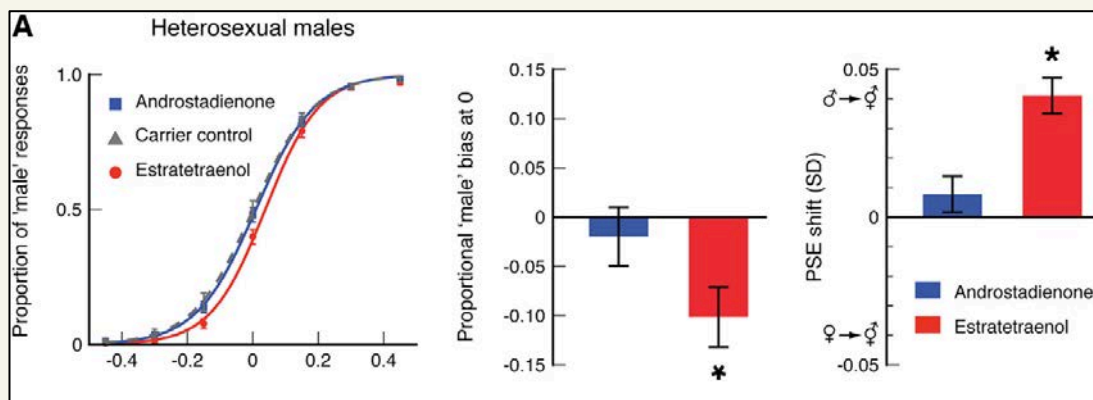 A
Heterosexual males
Proportion of 'male' responses
1.0
0.5
0
-0.4
-0.2
0
0.2
0.4
Androstadienone
Carrier control
Estratetraenol
Proportional 'male' bias at 0
0.15
0.10
0.05
0
-0.05
-0.10
-0.15
*
PSE shift (SD)
0.05
♂→⚥
0
♀→⚥
-0.05
*
Androstadienone
Estratetraenol